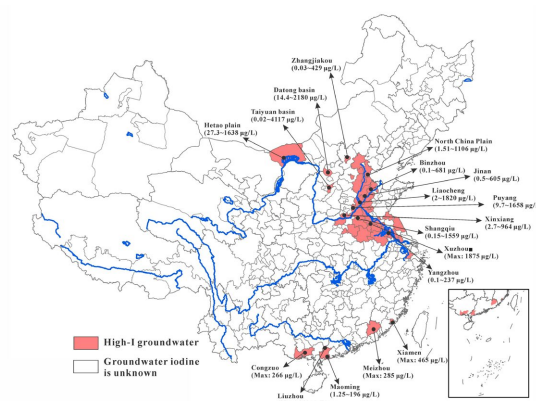 Zhangjiakou
(0.03~429 μg/L)
Datong basin
(14.4~2180 μg/L)
Taiyuan basin
(0.02~4117 μg/L)
Hetao plain
(27.3~1638 μg/L)
North China Plain
(1.51~1106 μg/L)
Binzhou
(0.1~681 μg/L)
Jinan
(0.5~605 μg/L)
Liaocheng
(2~1820 μg/L)
Puyang
(9.7~1658 μg/L)
Xinxiang
(2.7~964 μg/L)
Shangqiu
(0.15~1559 μg/L)
Xuzhou■
(Max: 1875 μg/L)
Yangzhou
(0.1~237 μg/L)
High-I groundwater
Groundwater iodine
is unknown
Congzuo
(Max: 266 μg/L)
Liuzhou
Maoming
(1.25~196 μg/L)
Meizhou
(Max: 285 μg/L)
Xiamen
(Max: 465 μg/L)